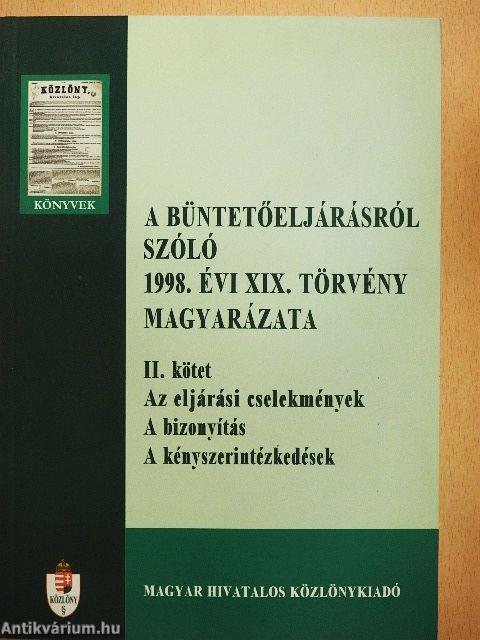 KÖZLÖNY,
KÖNYVEK
A BÜNTETŐELJÁRÁSRÓL
SZÓLÓ
1998. ÉVI XIX. TÖRVÉNY
MAGYARÁZATA
II. kötet
Az eljárási cselekmények
A bizonyítás
A kényszerintézkedések
KÖZLÖNY
§
MAGYAR HIVATALOS KÖZLÖNYKIADÓ
Antikvárium.hu